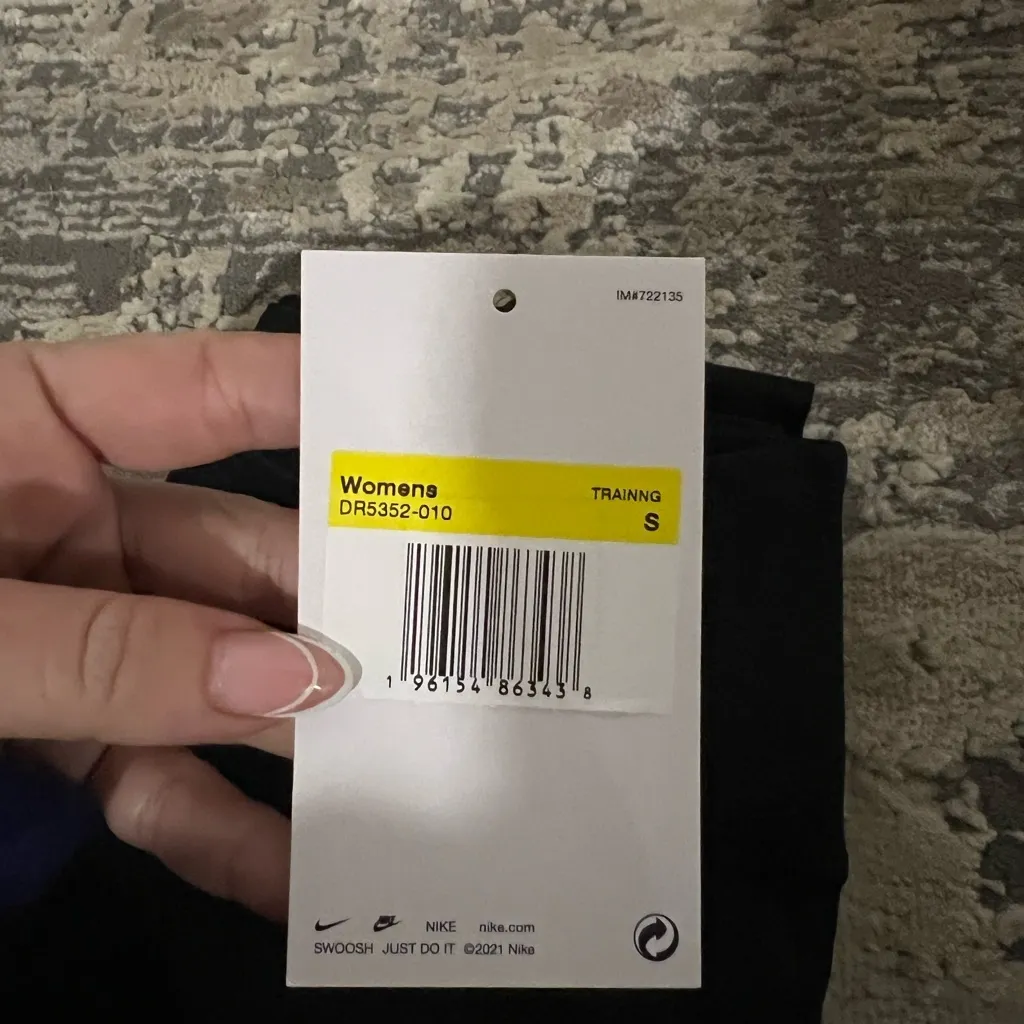 IM#722135
Womens TRAINNG
DR5352-010 S
1 96154 86343 8
NIKE NIKE nike.com
SWOOSH JUST DO IT ©2021 Nike